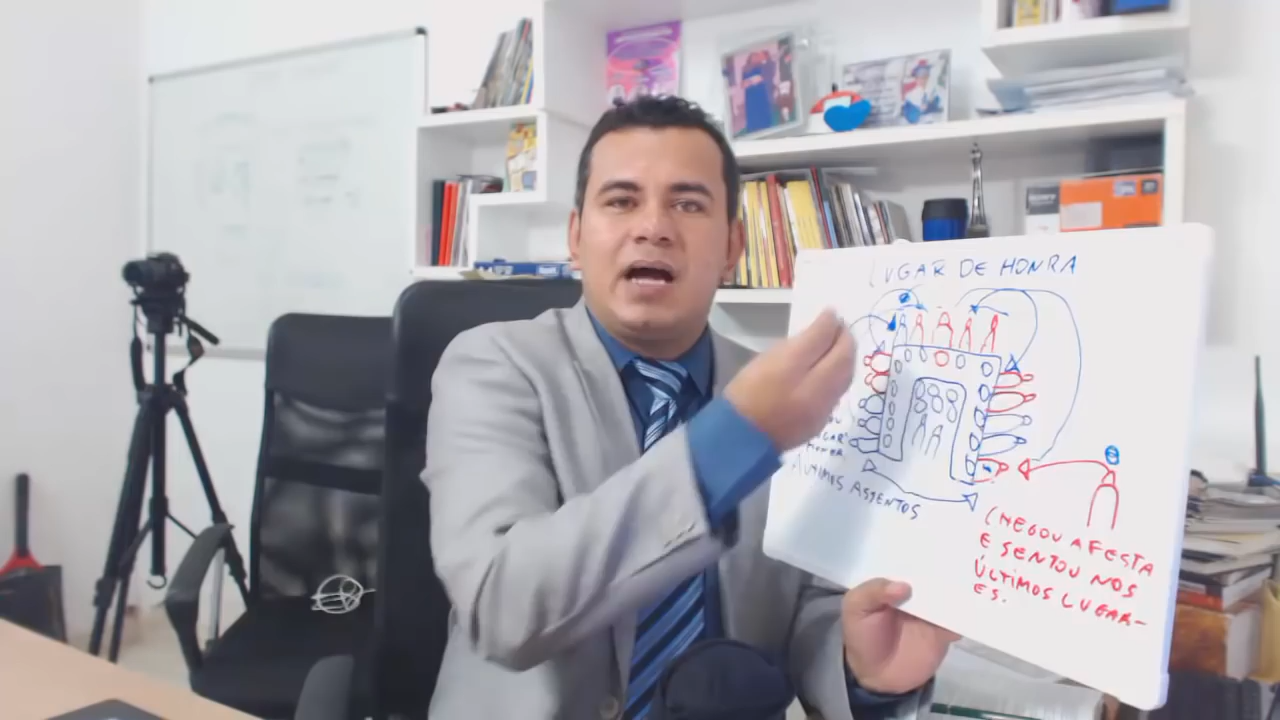 LUGAR DE HONRA
ÚLTIMOS ASSENTOS
CHEGOU A FESTA
E SENTOU NOS
ÚLTIMOS LUGAR-
ES.